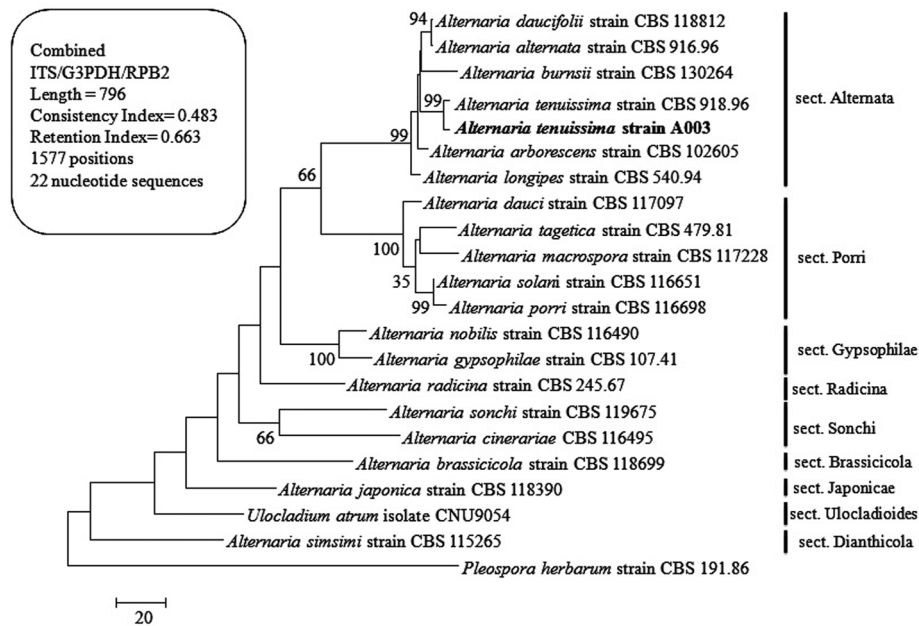 Combined
ITS/G3PDH/RPB2
Length = 796
Consistency Index= 0.483
Retention Index= 0.663
1577 positions
22 nucleotide sequences
94
Alternaria daucifolii strain CBS 118812
Alternaria alternata strain CBS 916.96
Alternaria burnsii strain CBS 130264
99
Alternaria tenuissima strain CBS 918.96
Alternaria tenuissima strain A003
99
Alternaria arborescens strain CBS 102605
Alternaria longipes strain CBS 540.94
sect. Alternata
66
Alternaria dauci strain CBS 117097
Alternaria tagetica strain CBS 479.81
100
Alternaria macrospora strain CBS 117228
35
Alternaria solani strain CBS 116651
99
Alternaria porri strain CBS 116698
sect. Porri
Alternaria nobilis strain CBS 116490
100
Alternaria gypsophilae strain CBS 107.41
sect. Gypsophilae
Alternaria radicina strain CBS 245.67
sect. Radicina
Alternaria sonchi strain CBS 119675
66
Alternaria cinerariae strain CBS 116495
sect. Sonchi
Alternaria brassicicola strain CBS 118699
sect. Brassicicola
Alternaria japonica strain CBS 118390
sect. Japonicae
Ulocladium atrum isolate CNU9054
sect. Ulocladioides
Alternaria simsimi strain CBS 115265
sect. Dianthicola
Pleospora herbarum strain CBS 191.86
20